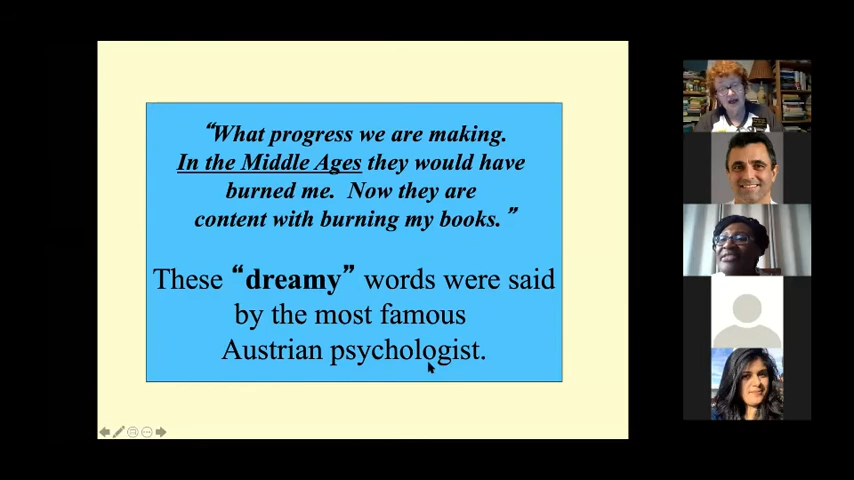 “What progress we are making.
In the Middle Ages they would have
burned me. Now they are
content with burning my books.”
These “dreamy” words were said
by the most famous
Austrian psychologist.